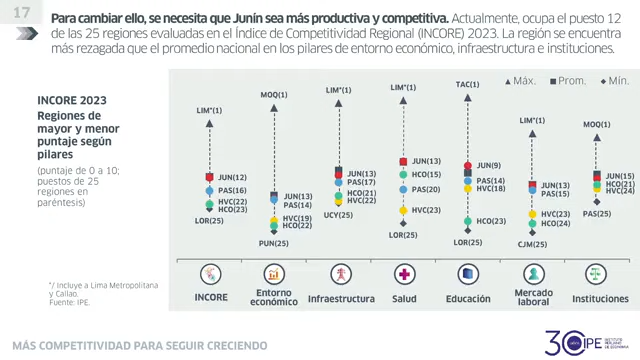 17
Para cambiar ello, se necesita que Junín sea más productiva y competitiva. Actualmente, ocupa el puesto 12
de las 25 regiones evaluadas en el Índice de Competitividad Regional (INCORE) 2023. La región se encuentra
más rezagada que el promedio nacional en los pilares de entorno económico, infraestructura e instituciones.
INCORE 2023
Regiones de
mayor y menor
puntaje según
pilares
(puntaje de 0 a 10;
puestos de 25
regiones en
paréntesis)
Máx. Prom. Mín.
LIM*(1)
JUN(12)
PAS(16)
HVC(22)
HCO(23)
LOR(25)
MOQ(1)
JUN(13)
PAS(14)
HVC(19)
HCO(22)
PUN(25)
LIM*(1)
JUN(13)
PAS(17)
HCO(21)
HVC(22)
UCY(25)
LIM*(1)
JUN(13)
HCO(15)
PAS(20)
HVC(23)
LOR(25)
TAC(1)
JUN(9)
PAS(14)
HVC(18)
HCO(23)
LOR(25)
LIM*(1)
JUN(13)
PAS(15)
HVC(23)
HCO(24)
CJM(25)
MOQ(1)
JUN(15)
HCO(21)
HVC(24)
PAS(25)
INCORE
Entorno
económico
Infraestructura
Salud
Educación
Mercado
laboral
Instituciones
*/ Incluye a Lima Metropolitana
y Callao.
Fuente: IPE.
MÁS COMPETITIVIDAD PARA SEGUIR CRECIENDO
30
IPE
INSTITUTO
PERUANO
DE ECONOMÍA